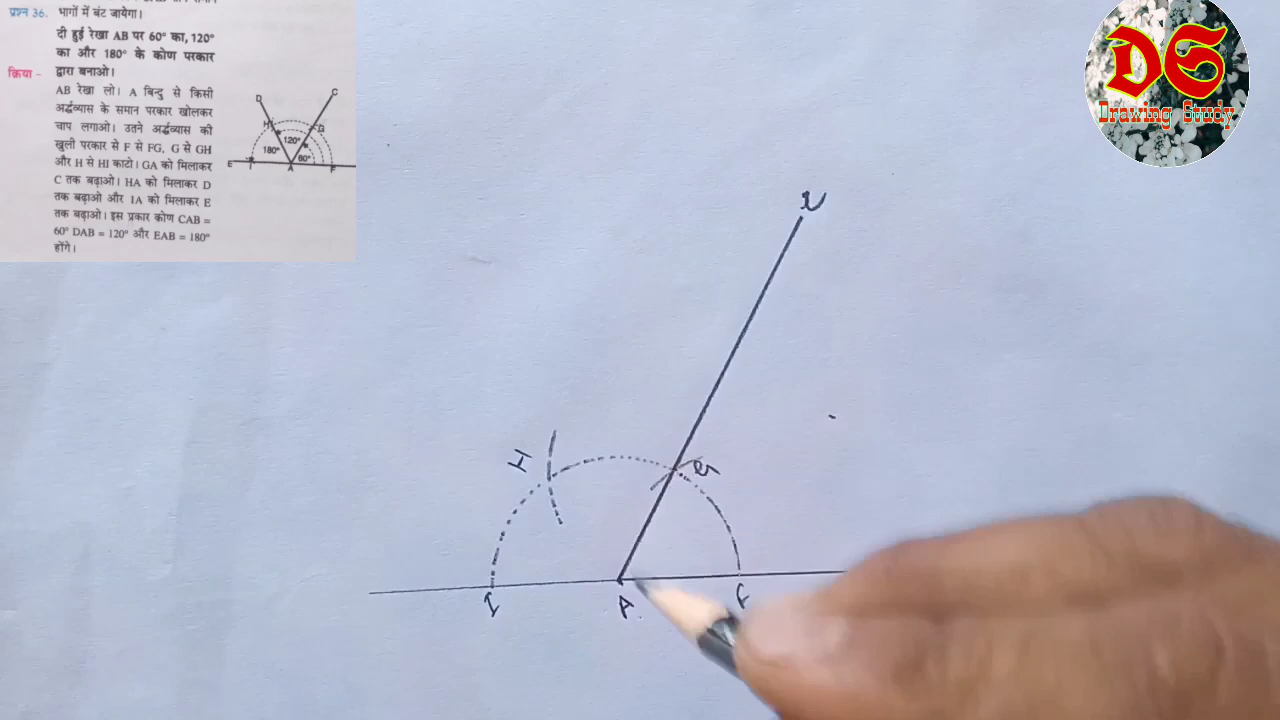 प्रश्न 36. भागों में बंट जायेगा।
दी हुई रेखा AB पर 60° का, 120°
का और 180° के कोण परकार
क्रिया - द्वारा बनाओ।
AB रेखा लो। A बिन्दु से किसी
अर्द्धव्यास के समान परकार खोलकर
चाप लगाओ। उतने अर्द्धव्यास की
खुली परकार से F से FG, G से GH
और H से HI काटो। GA को मिलाकर
C तक बढ़ाओ। HA को मिलाकर D
तक बढ़ाओ और IA को मिलाकर E
तक बढ़ाओ। इस प्रकार कोण CAB =
60° DAB = 120° और EAB = 180°
होंगे।
D C
H G
120°
180° 60°
E I A F
DS
Drawing Study
H G
I A F